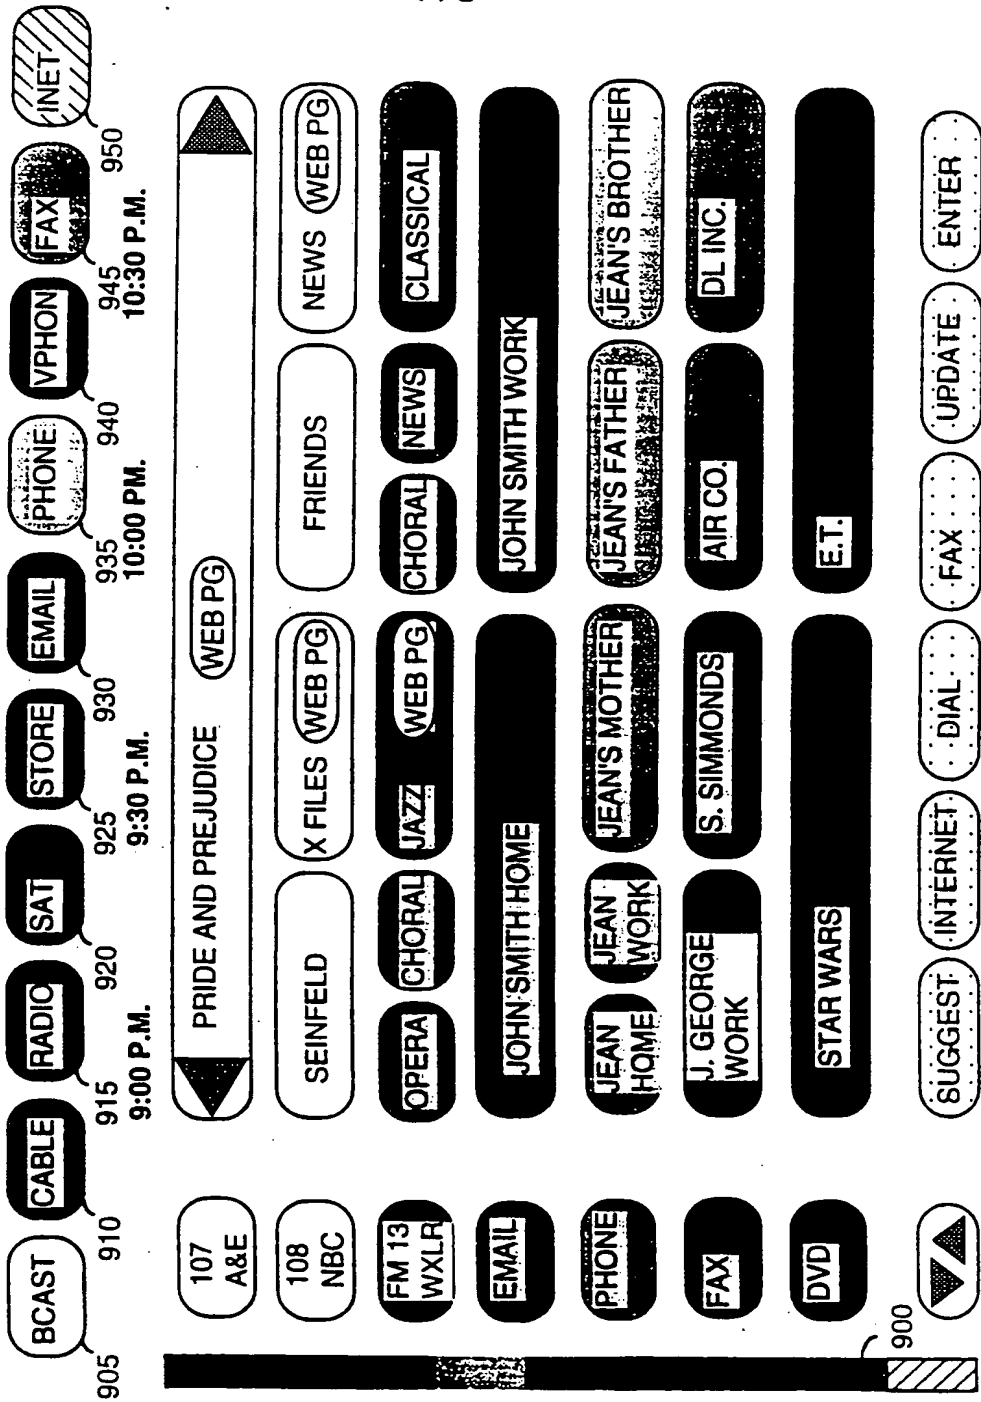 BCAST CABLE RADIO SAT STORE EMAIL PHONE VPHON FAX INET
905 910 915 920 925 930 935 940 945 950
9:00 P.M. 9:30 P.M. 10:00 PM. 10:30 P.M.
107
A&E
PRIDE AND PREJUDICE WEB PG
108
NBC
SEINFELD X FILES WEB PG FRIENDS NEWS WEB PG
FM 13
WXLR
OPERA CHORAL JAZZ WEB PG CHORAL NEWS CLASSICAL
EMAIL JOHN SMITH HOME JOHN SMITH WORK
PHONE
JEAN
HOME
JEAN
WORK
JEAN'S MOTHER JEAN'S FATHER JEAN'S BROTHER
FAX
J. GEORGE
WORK
S. SIMMONDS AIR CO. DL INC.
DVD STAR WARS E.T.
900
SUGGEST INTERNET DIAL FAX UPDATE ENTER